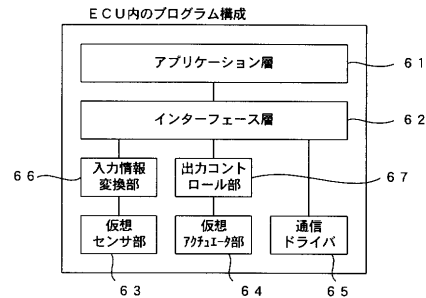 ECU内のプログラム構成
アプリケーション層
61
インターフェース層
62
66
入力情報
変換部
出力コント
ロール部
67
仮想
センサ部
仮想
アクチュエータ部
通信
ドライバ
63
64
65